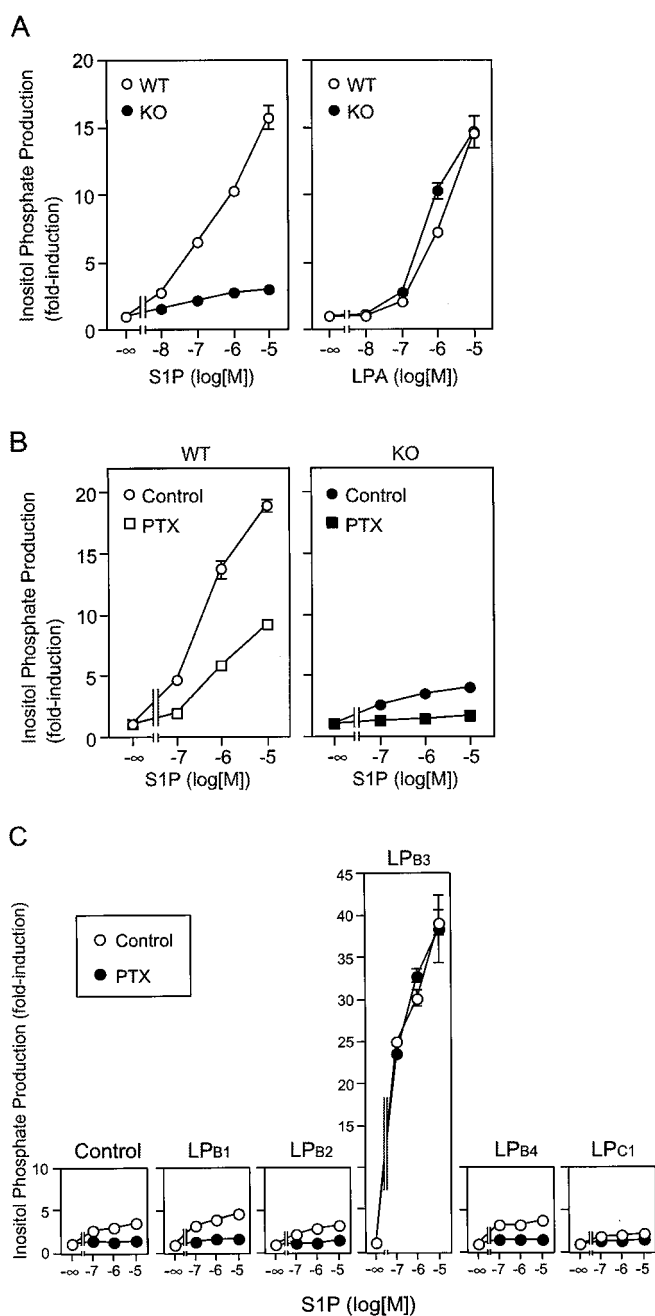 A
Inositol Phosphate Production
(fold-induction)
20
15
10
5
0
WT
KO
-∞ -8 -7 -6 -5
S1P (log[M])
WT
KO
-∞ -8 -7 -6 -5
LPA (log[M])
B
WT
KO
Inositol Phosphate Production
(fold-induction)
20
15
10
5
0
Control
PTX
-∞ -7 -6 -5
S1P (log[M])
Control
PTX
-∞ -7 -6 -5
S1P (log[M])
C
Inositol Phosphate Production (fold-induction)
Control
PTX
LPB3
45
40
35
30
25
15
Control
LPB1
LPB2
LPB4
LPC1
10
5
0
-∞ -7 -6 -5
-∞ -7 -6 -5
-∞ -7 -6 -5
-∞ -7 -6 -5
-∞ -7 -6 -5
-∞ -7 -6 -5
S1P (log[M])